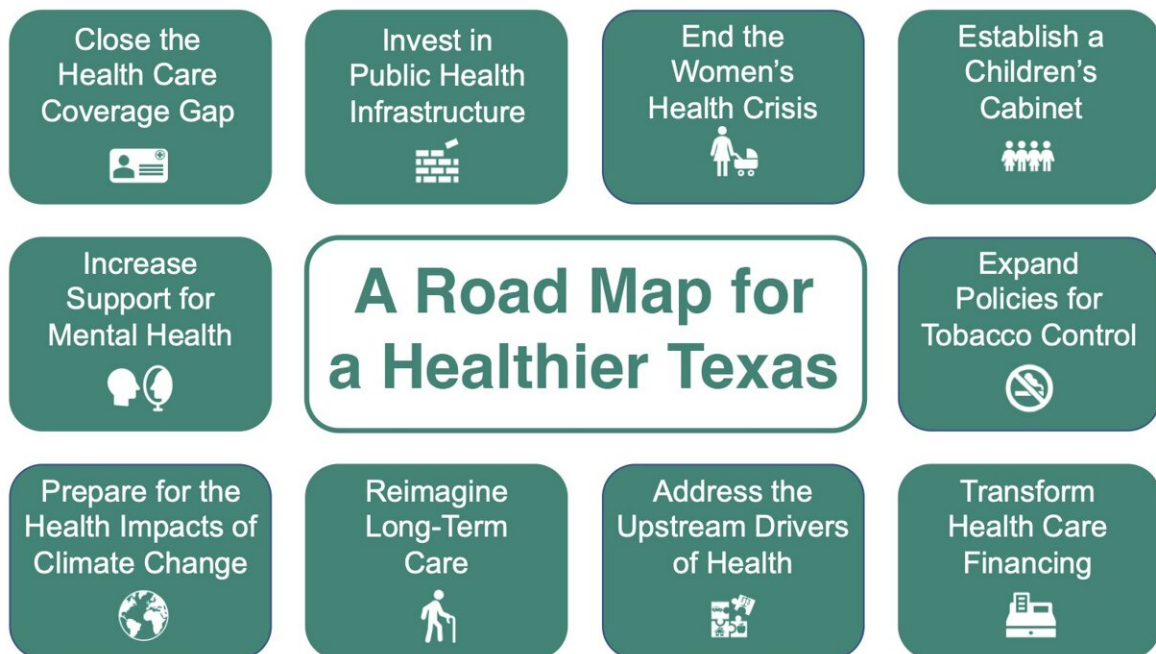 Close the
Health Care
Coverage Gap
Invest in
Public Health
Infrastructure
End the
Women's
Health Crisis
Establish a
Children's
Cabinet
Increase
Support for
Mental Health
A Road Map for
a Healthier Texas
Expand
Policies for
Tobacco Control
Prepare for the
Health Impacts of
Climate Change
Reimagine
Long-Term
Care
Address the
Upstream Drivers
of Health
Transform
Health Care
Financing